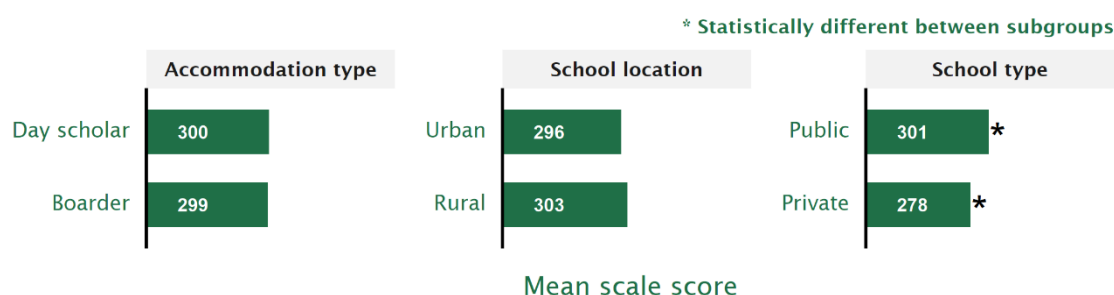 * Statistically different between subgroups
Accommodation type
Day scholar 300
Boarder 299
School location
Urban 296
Rural 303
School type
Public 301 *
Private 278 *
Mean scale score